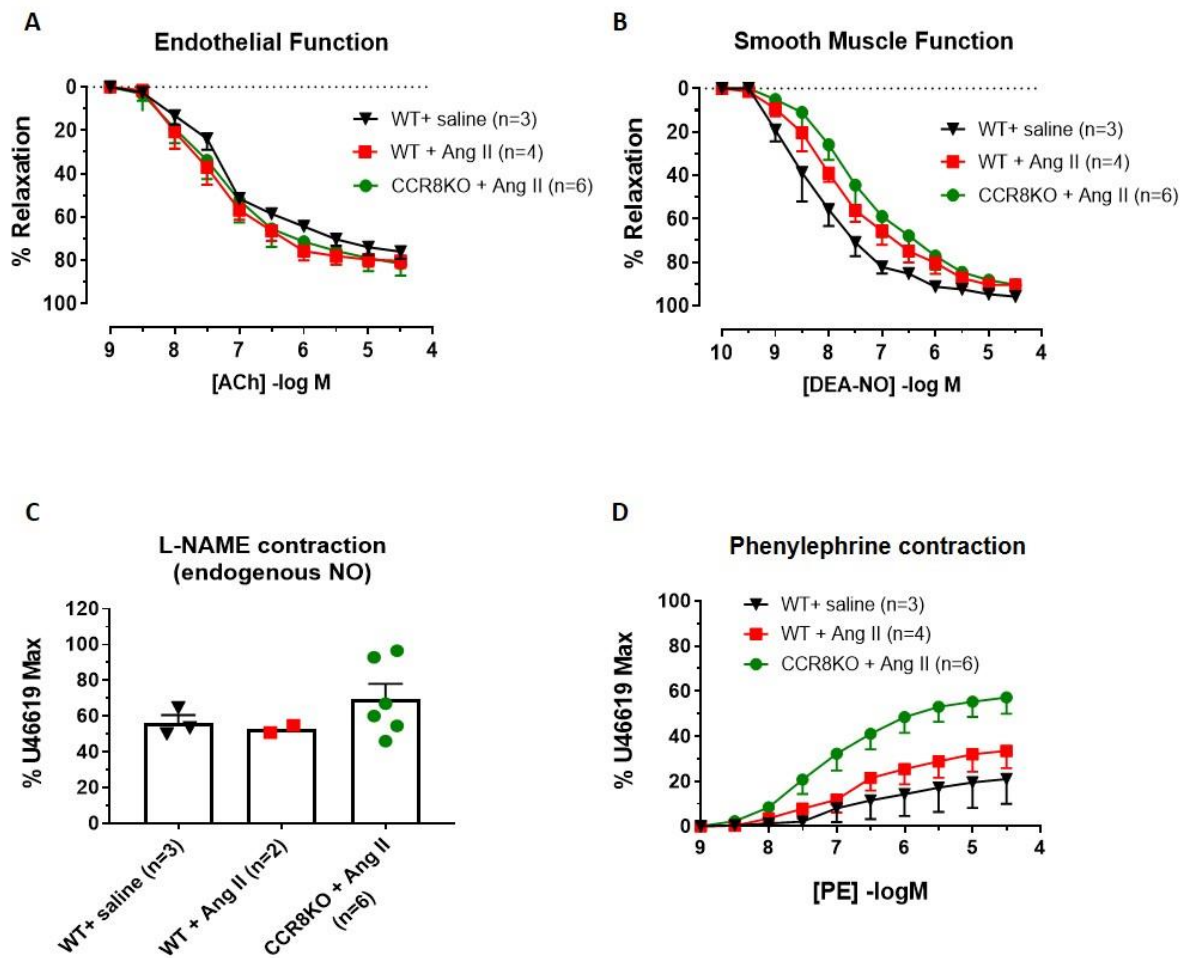 A
Endothelial Function
0
20
40
60
80
100
% Relaxation
WT+ saline (n=3)
WT + Ang II (n=4)
CCR8KO + Ang II (n=6)
9 8 7 6 5 4
[ACh] -log M
B
Smooth Muscle Function
0
20
40
60
80
100
% Relaxation
WT+ saline (n=3)
WT + Ang II (n=4)
CCR8KO + Ang II (n=6)
10 9 8 7 6 5 4
[DEA-NO] -log M
C
L-NAME contraction
(endogenous NO)
120
100
80
60
40
20
0
% U46619 Max
WT+ saline (n=3)
WT + Ang II (n=2)
CCR8KO + Ang II
(n=6)
D
Phenylephrine contraction
100
80
60
40
20
0
% U46619 Max
WT+ saline (n=3)
WT + Ang II (n=4)
CCR8KO + Ang II (n=6)
9 8 7 6 5 4
[PE] -logM